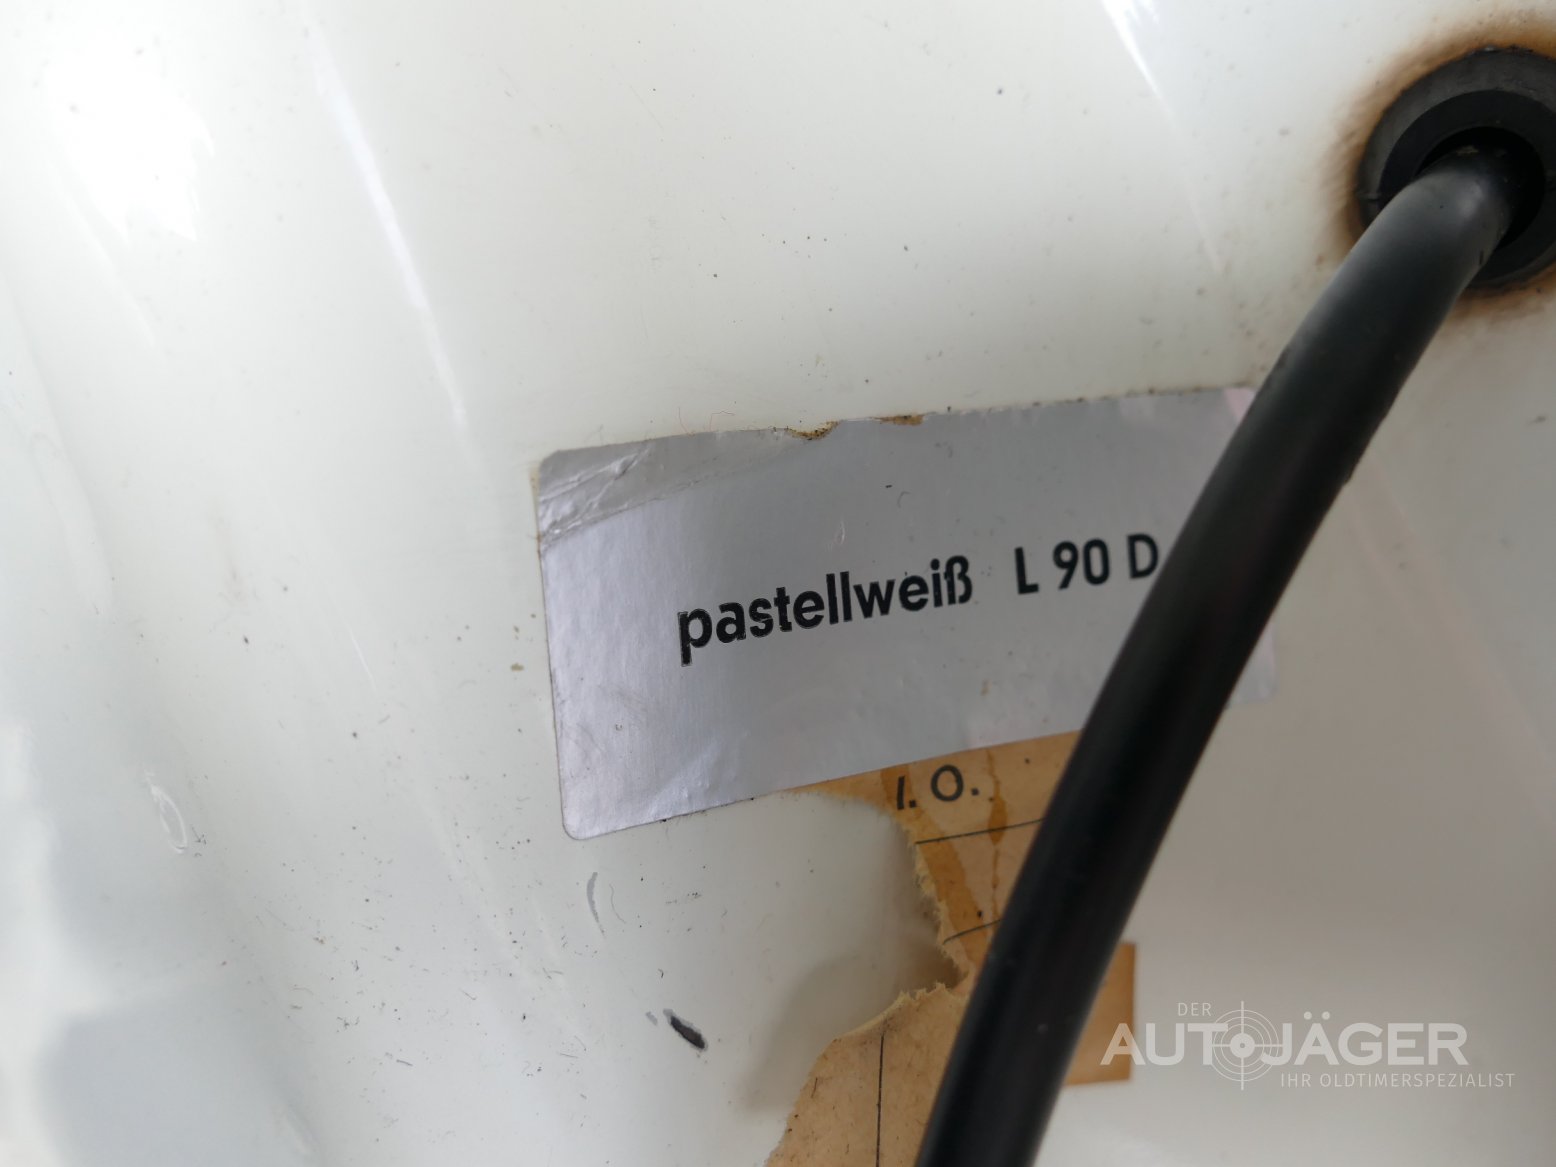 pastellweiß L 90 D
I. O.
DER
AUTOJÄGER
IHR OLDTIMERSPEZIALIST